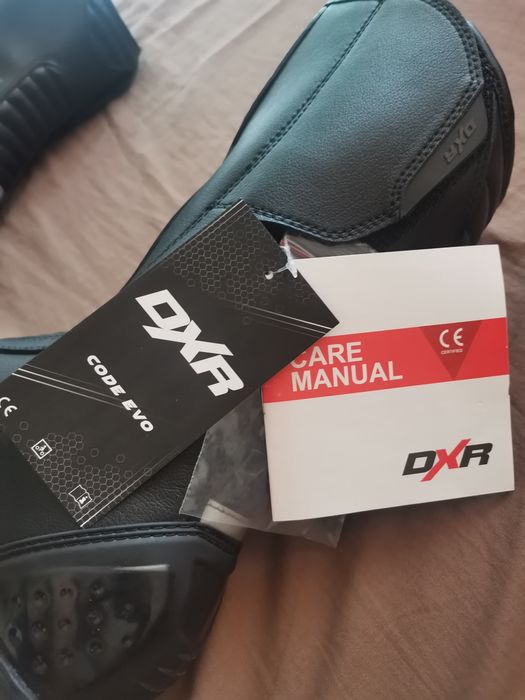 DXR
DXR
CODE EVO
CE
CE
CERTIFIED
CARE
MANUAL
DXR